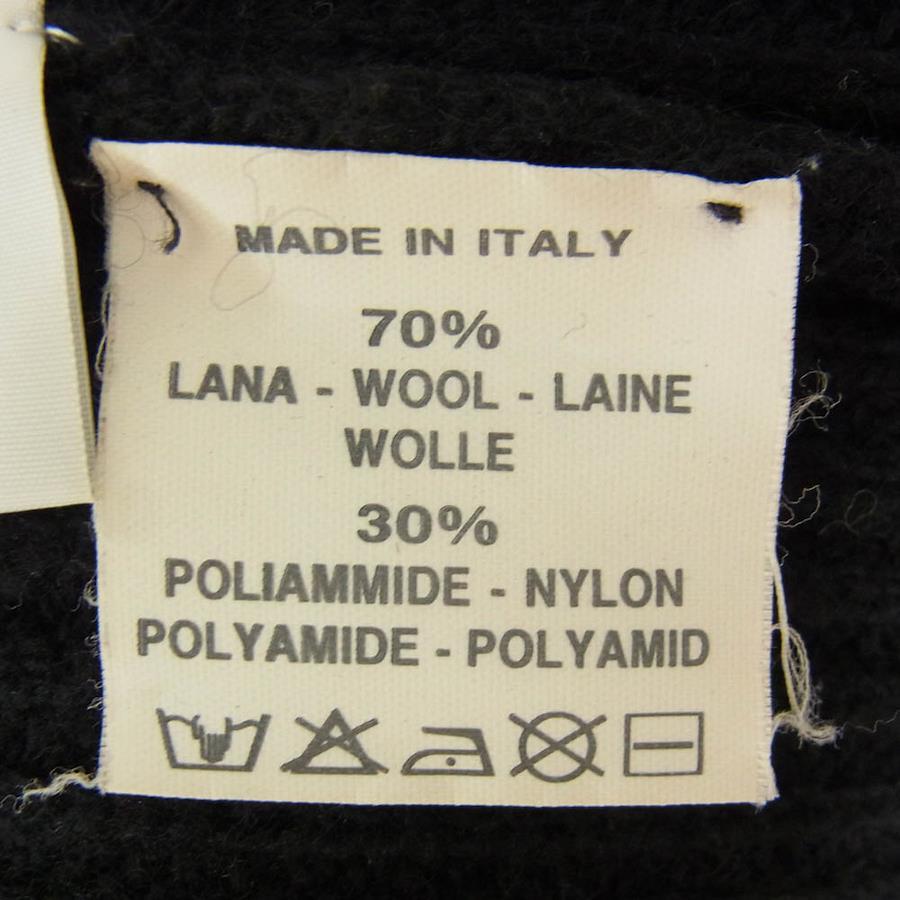 MADE IN ITALY
70%
LANA - WOOL - LAINE
WOLLE
30%
POLIAMMIDE - NYLON
POLYAMIDE - POLYAMID